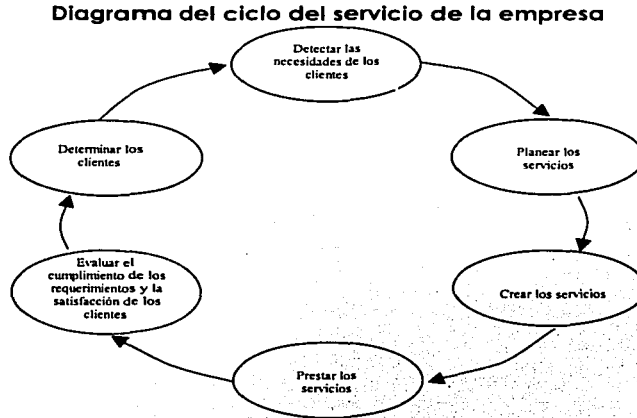 Diagrama del ciclo del servicio de la empresa
Detectar las
necesidades de los
clientes
Planear los
servicios
Crear los servicios
Prestar los
servicios
Evaluar el
cumplimiento de los
requerimientos y la
satisfacción de los
clientes
Determinar los
clientes